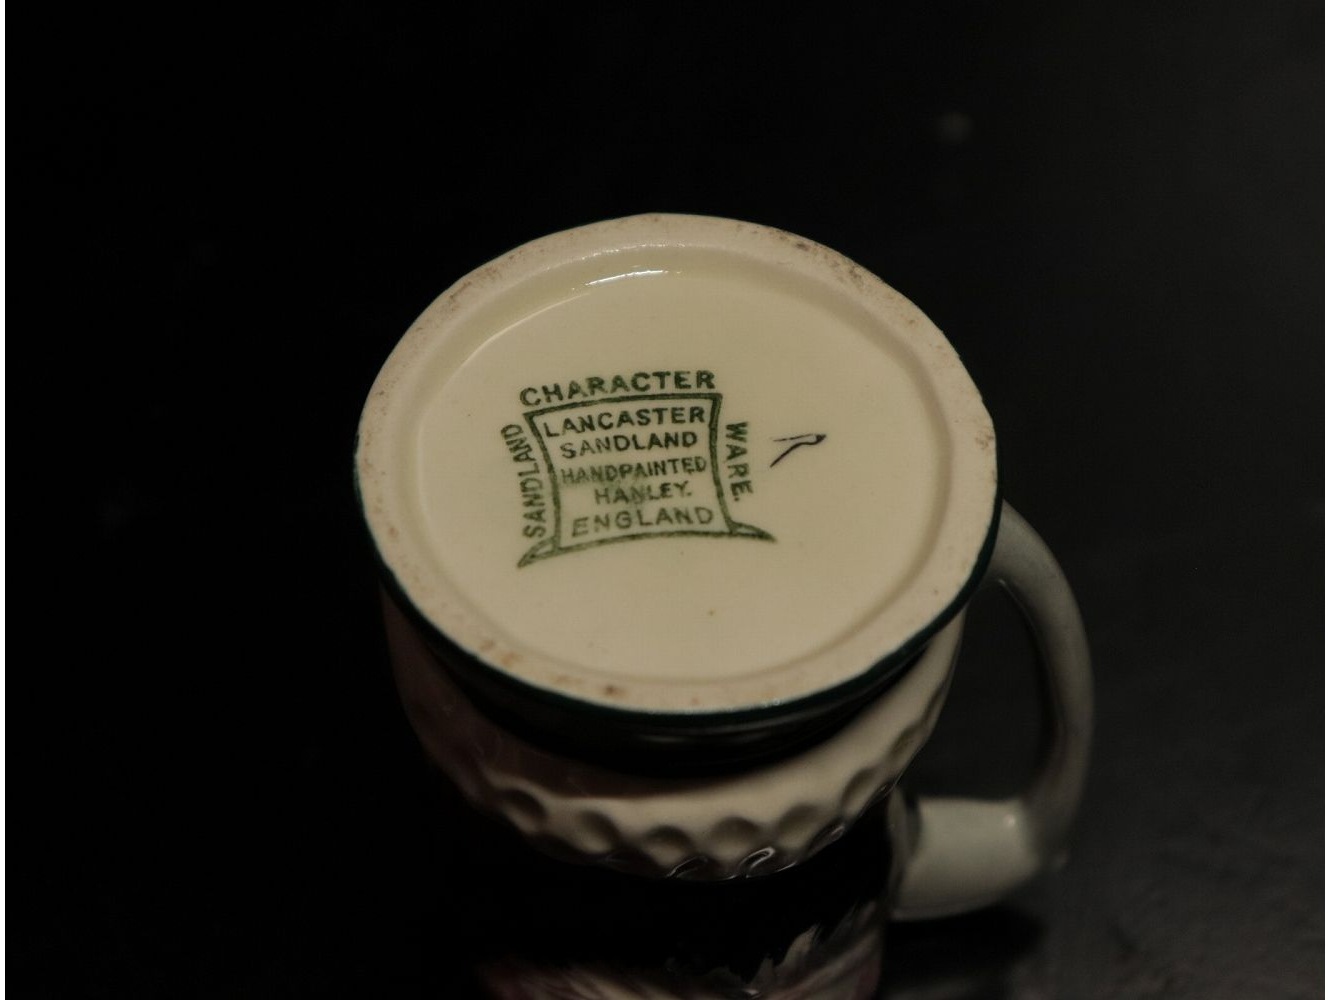 SANDLAND
CHARACTER
WARE.
LANCASTER
SANDLAND
HANDPAINTED
HANLEY.
ENGLAND